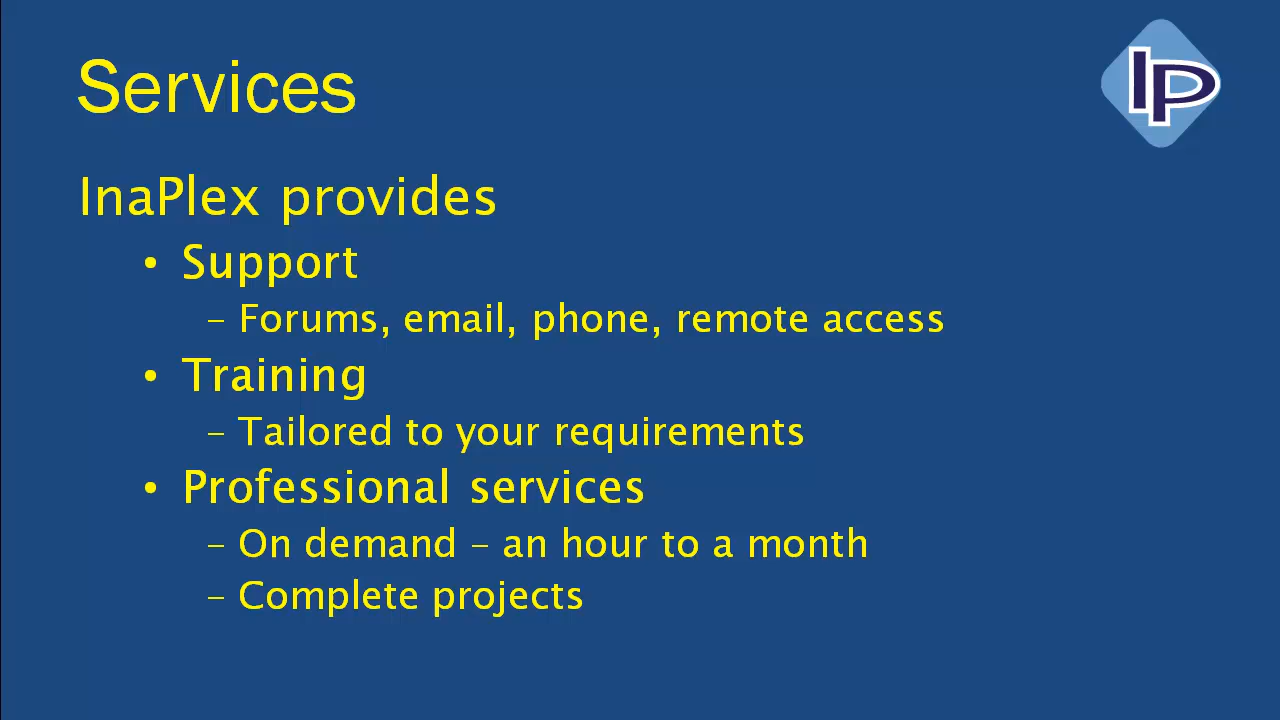 Services
IP
InaPlex provides
• Support
– Forums, email, phone, remote access
• Training
– Tailored to your requirements
• Professional services
– On demand – an hour to a month
– Complete projects